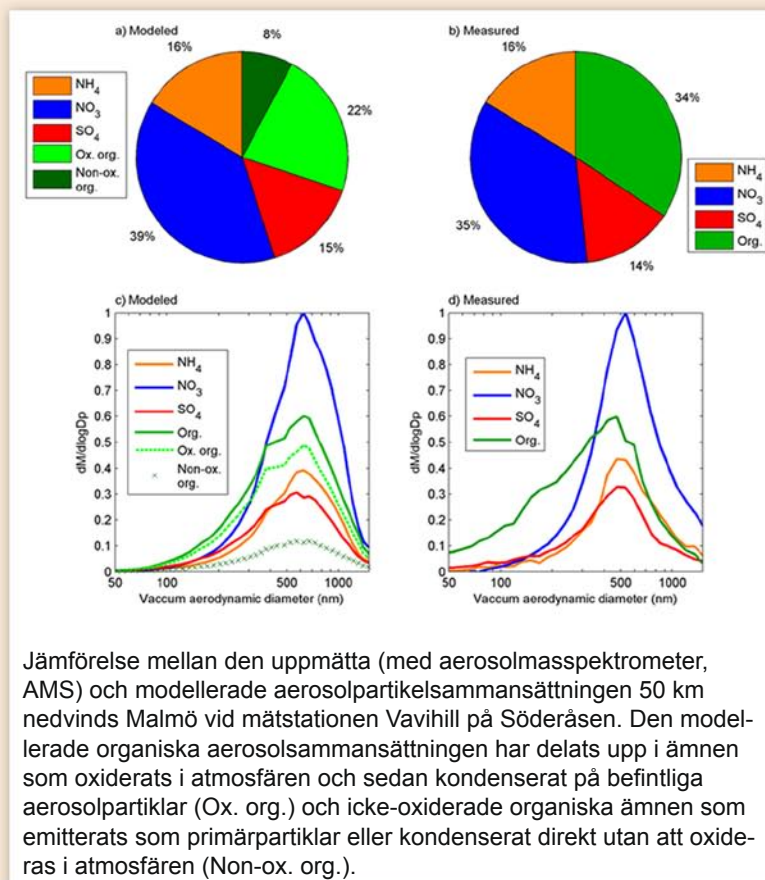 a) Modeled
16%
8%
22%
15%
39%
NH4
NO3
SO4
Ox. org.
Non-ox.
org.
b) Measured
16%
34%
14%
35%
NH4
NO3
SO4
Org.
c) Modeled
1
0.9
0.8
0.7
0.6
0.5
0.4
0.3
0.2
0.1
0
dM/dlogDp
NH4
NO3
SO4
Org.
Ox. org.
Non-ox.
org.
50 100 500 1000
Vaccum aerodynamic diameter (nm)
d) Measured
1
0.9
0.8
0.7
0.6
0.5
0.4
0.3
0.2
0.1
0
dM/dlogDp
NH4
NO3
SO4
Org.
50 100 500 1000
Vaccum aerodynamic diameter (nm)
Jämförelse mellan den uppmätta (med aerosolmasspektrometer,
AMS) och modellerade aerosolpartikelsammansättningen 50 km
nedvinds Malmö vid mätstationen Vavihill på Söderåsen. Den model-
lerade organiska aerosolsammansättningen har delats upp i ämnen
som oxiderats i atmosfären och sedan kondenserat på befintliga
aerosolpartiklar (Ox. org.) och icke-oxiderade organiska ämnen som
emitterats som primärpartiklar eller kondenserat direkt utan att oxide-
ras i atmosfären (Non-ox. org.).